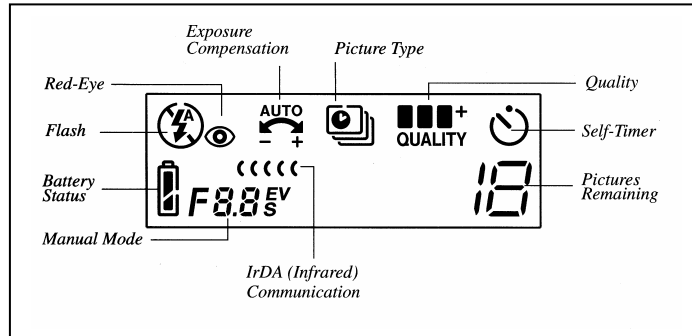 Exposure
Compensation
Picture Type
Red-Eye
Quality
Flash
A
AUTO
- +
+
QUALITY
Self-Timer
Battery
Status
F8.8 EV
S
18
Pictures
Remaining
Manual Mode
IrDA (Infrared)
Communication